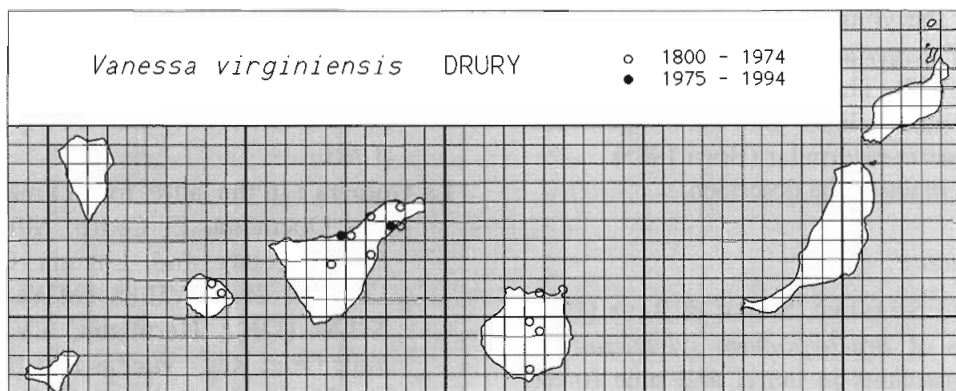 Vanessa virginiensis DRURY
○ 1800 - 1974
● 1975 - 1994